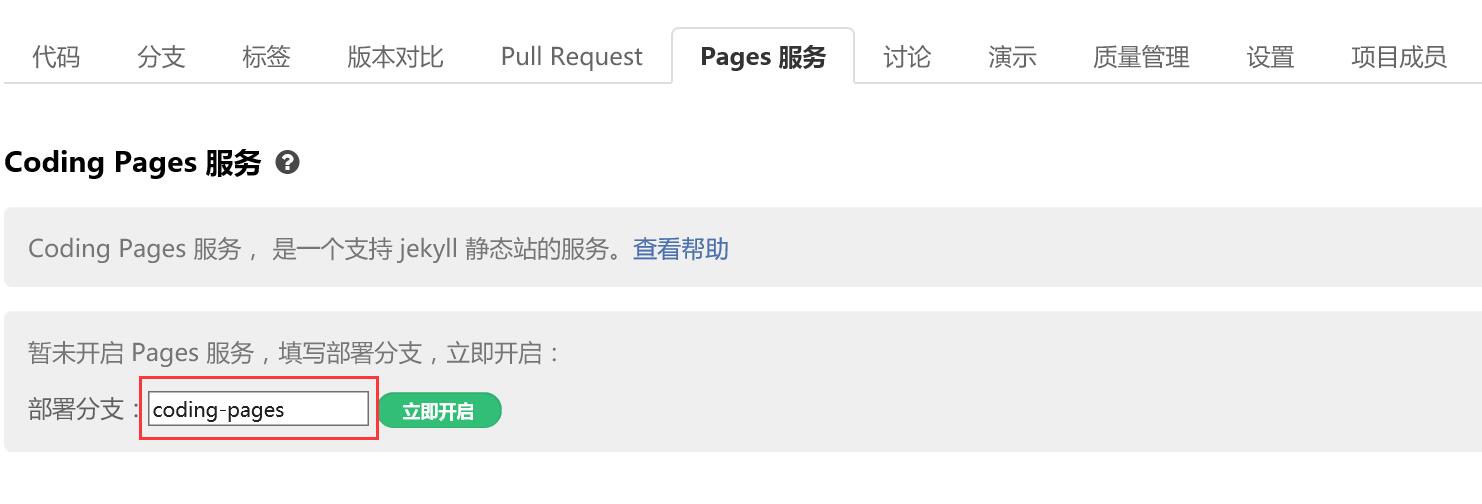 代码 分支 标签 版本对比 Pull Request Pages 服务 讨论 演示 质量管理 设置 项目成员
Coding Pages 服务 ?
Coding Pages 服务，是一个支持 jekyll 静态站的服务。查看帮助
暂未开启 Pages 服务，填写部署分支，立即开启：
部署分支：coding-pages 立即开启